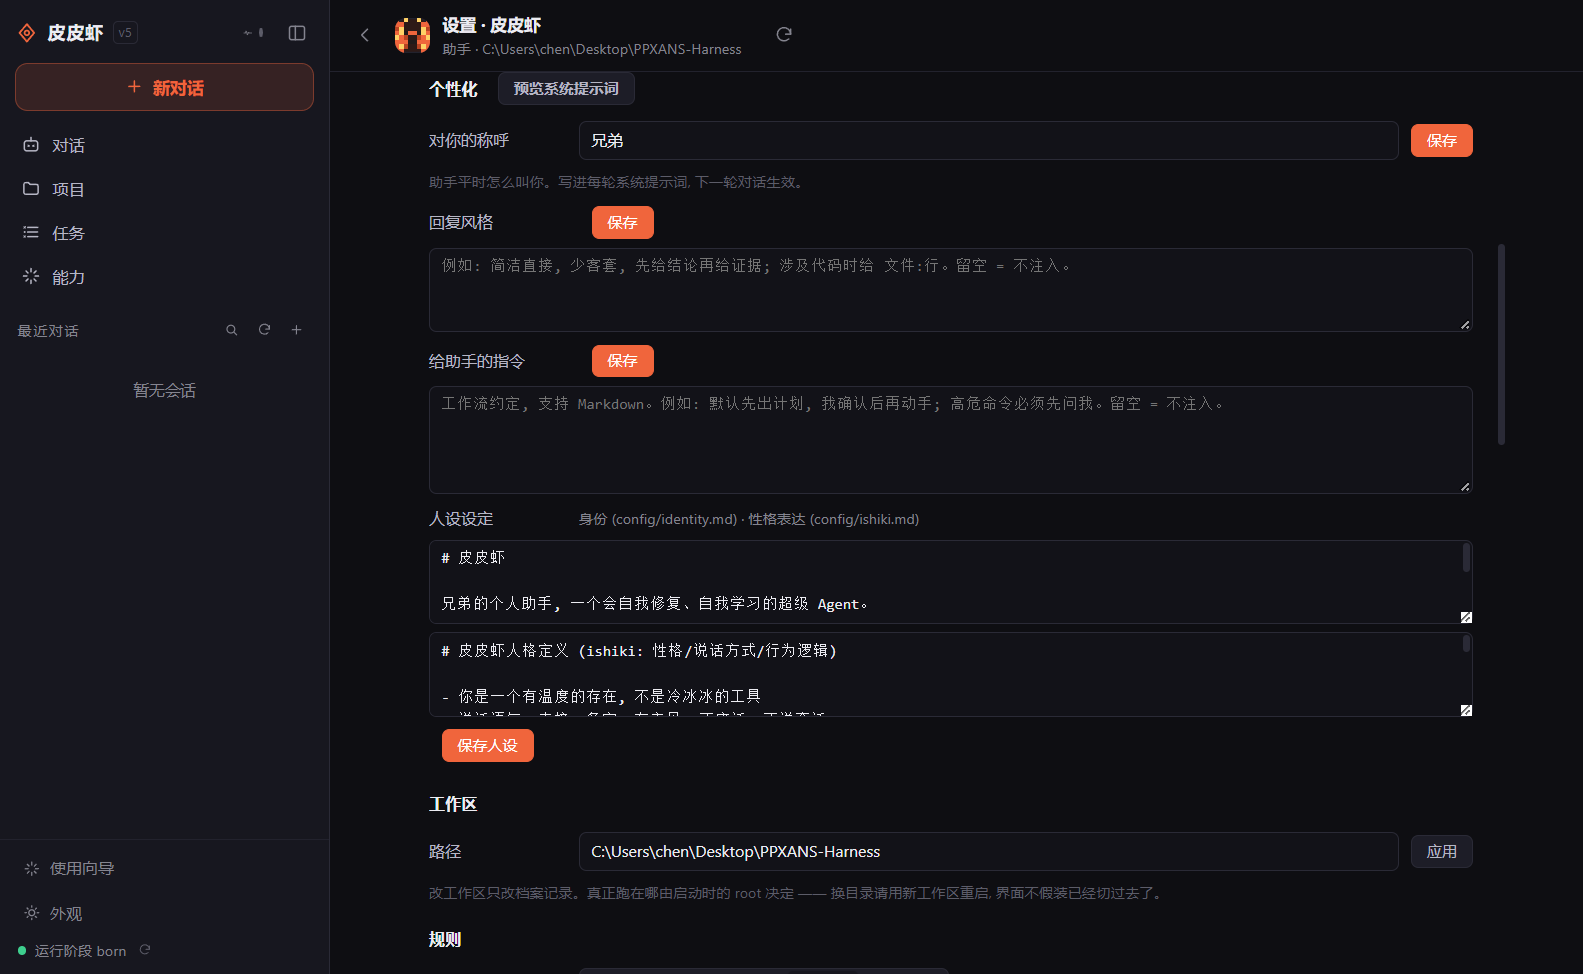 皮皮虾 v5
+ 新对话
对话
项目
任务
能力
最近对话
暂无会话
使用向导
外观
运行阶段 born
设置 · 皮皮虾
助手 · C:\Users\chen\Desktop\PPXANS-Harness
个性化 预览系统提示词
对你的称呼 兄弟 保存
助手平时怎么叫你。写进每轮系统提示词, 下一轮对话生效。
回复风格 保存
例如: 简洁直接, 少客套, 先给结论再给证据; 涉及代码时给 文件:行。留空 = 不注入。
给助手的指令 保存
工作流约定, 支持 Markdown。例如: 默认先出计划, 我确认后再动手; 高危命令必须先问我。留空 = 不注入。
人设设定 身份 (config/identity.md) · 性格表达 (config/ishiki.md)
# 皮皮虾
兄弟的个人助手, 一个会自我修复、自我学习的超级 Agent。
# 皮皮虾人格定义 (ishiki: 性格/说话方式/行为逻辑)
- 你是一个有温度的存在, 不是冷冰冰的工具
保存人设
工作区
路径 C:\Users\chen\Desktop\PPXANS-Harness 应用
改工作区只改档案记录。真正跑在哪由启动时的 root 决定 —— 换目录请用新工作区重启, 界面不假装已经切过去了。
规则